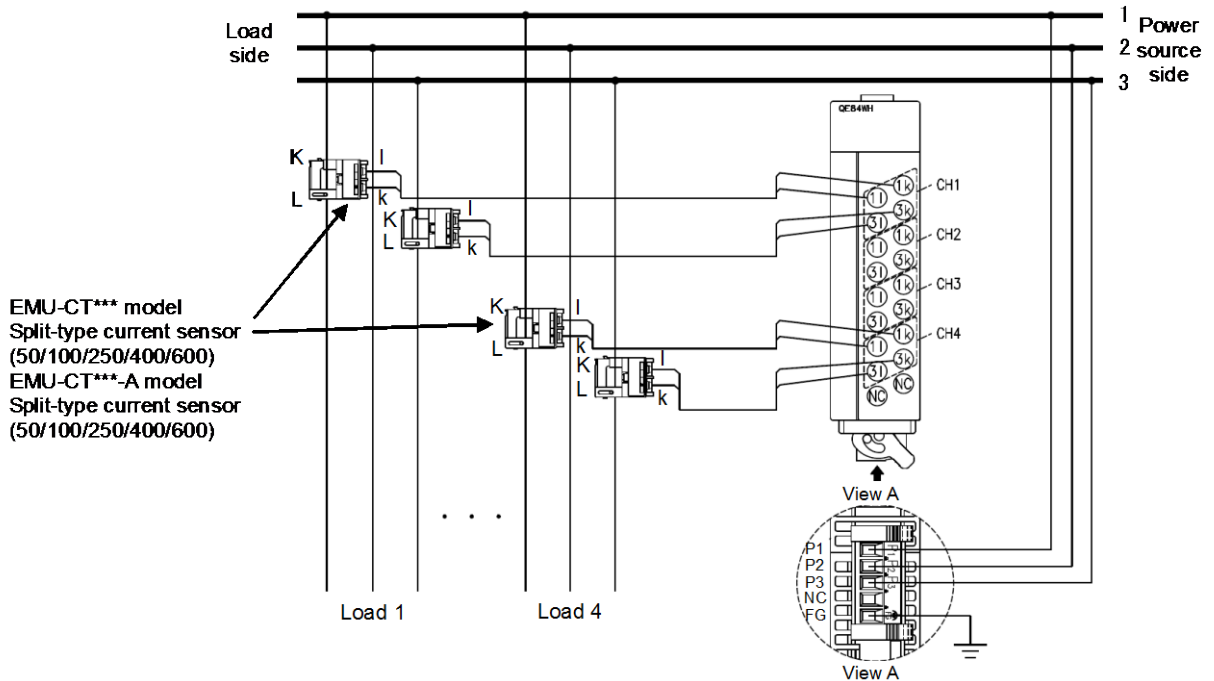 Load
side
1
2
3
Power
source
side
QE84WH
K
L
l
k
K
L
l
k
1k
1l
CH1
3k
3l
1k
CH2
1l
3k
3l
1k
CH3
1l
3k
3l
1k
CH4
1l
3k
3l
NC
NC
K
L
l
k
K
L
l
k
EMU-CT*** model
Split-type current sensor
(50/100/250/400/600)
EMU-CT***-A model
Split-type current sensor
(50/100/250/400/600)
. . .
Load 1
Load 4
View A
P1
P2
P3
NC
FG
P1
P2
P3
View A